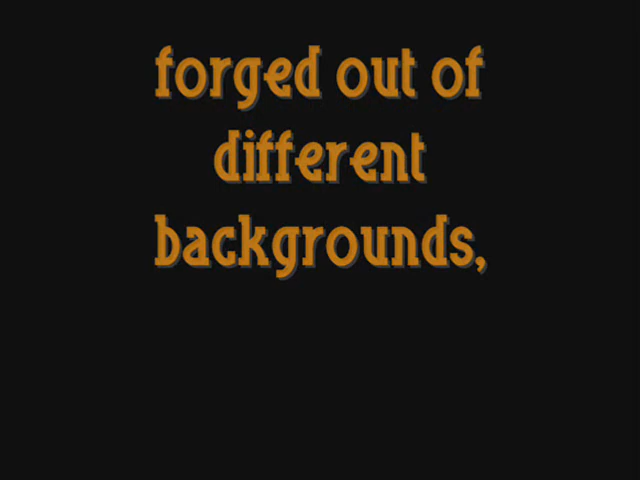 forged out of
different
backgrounds,